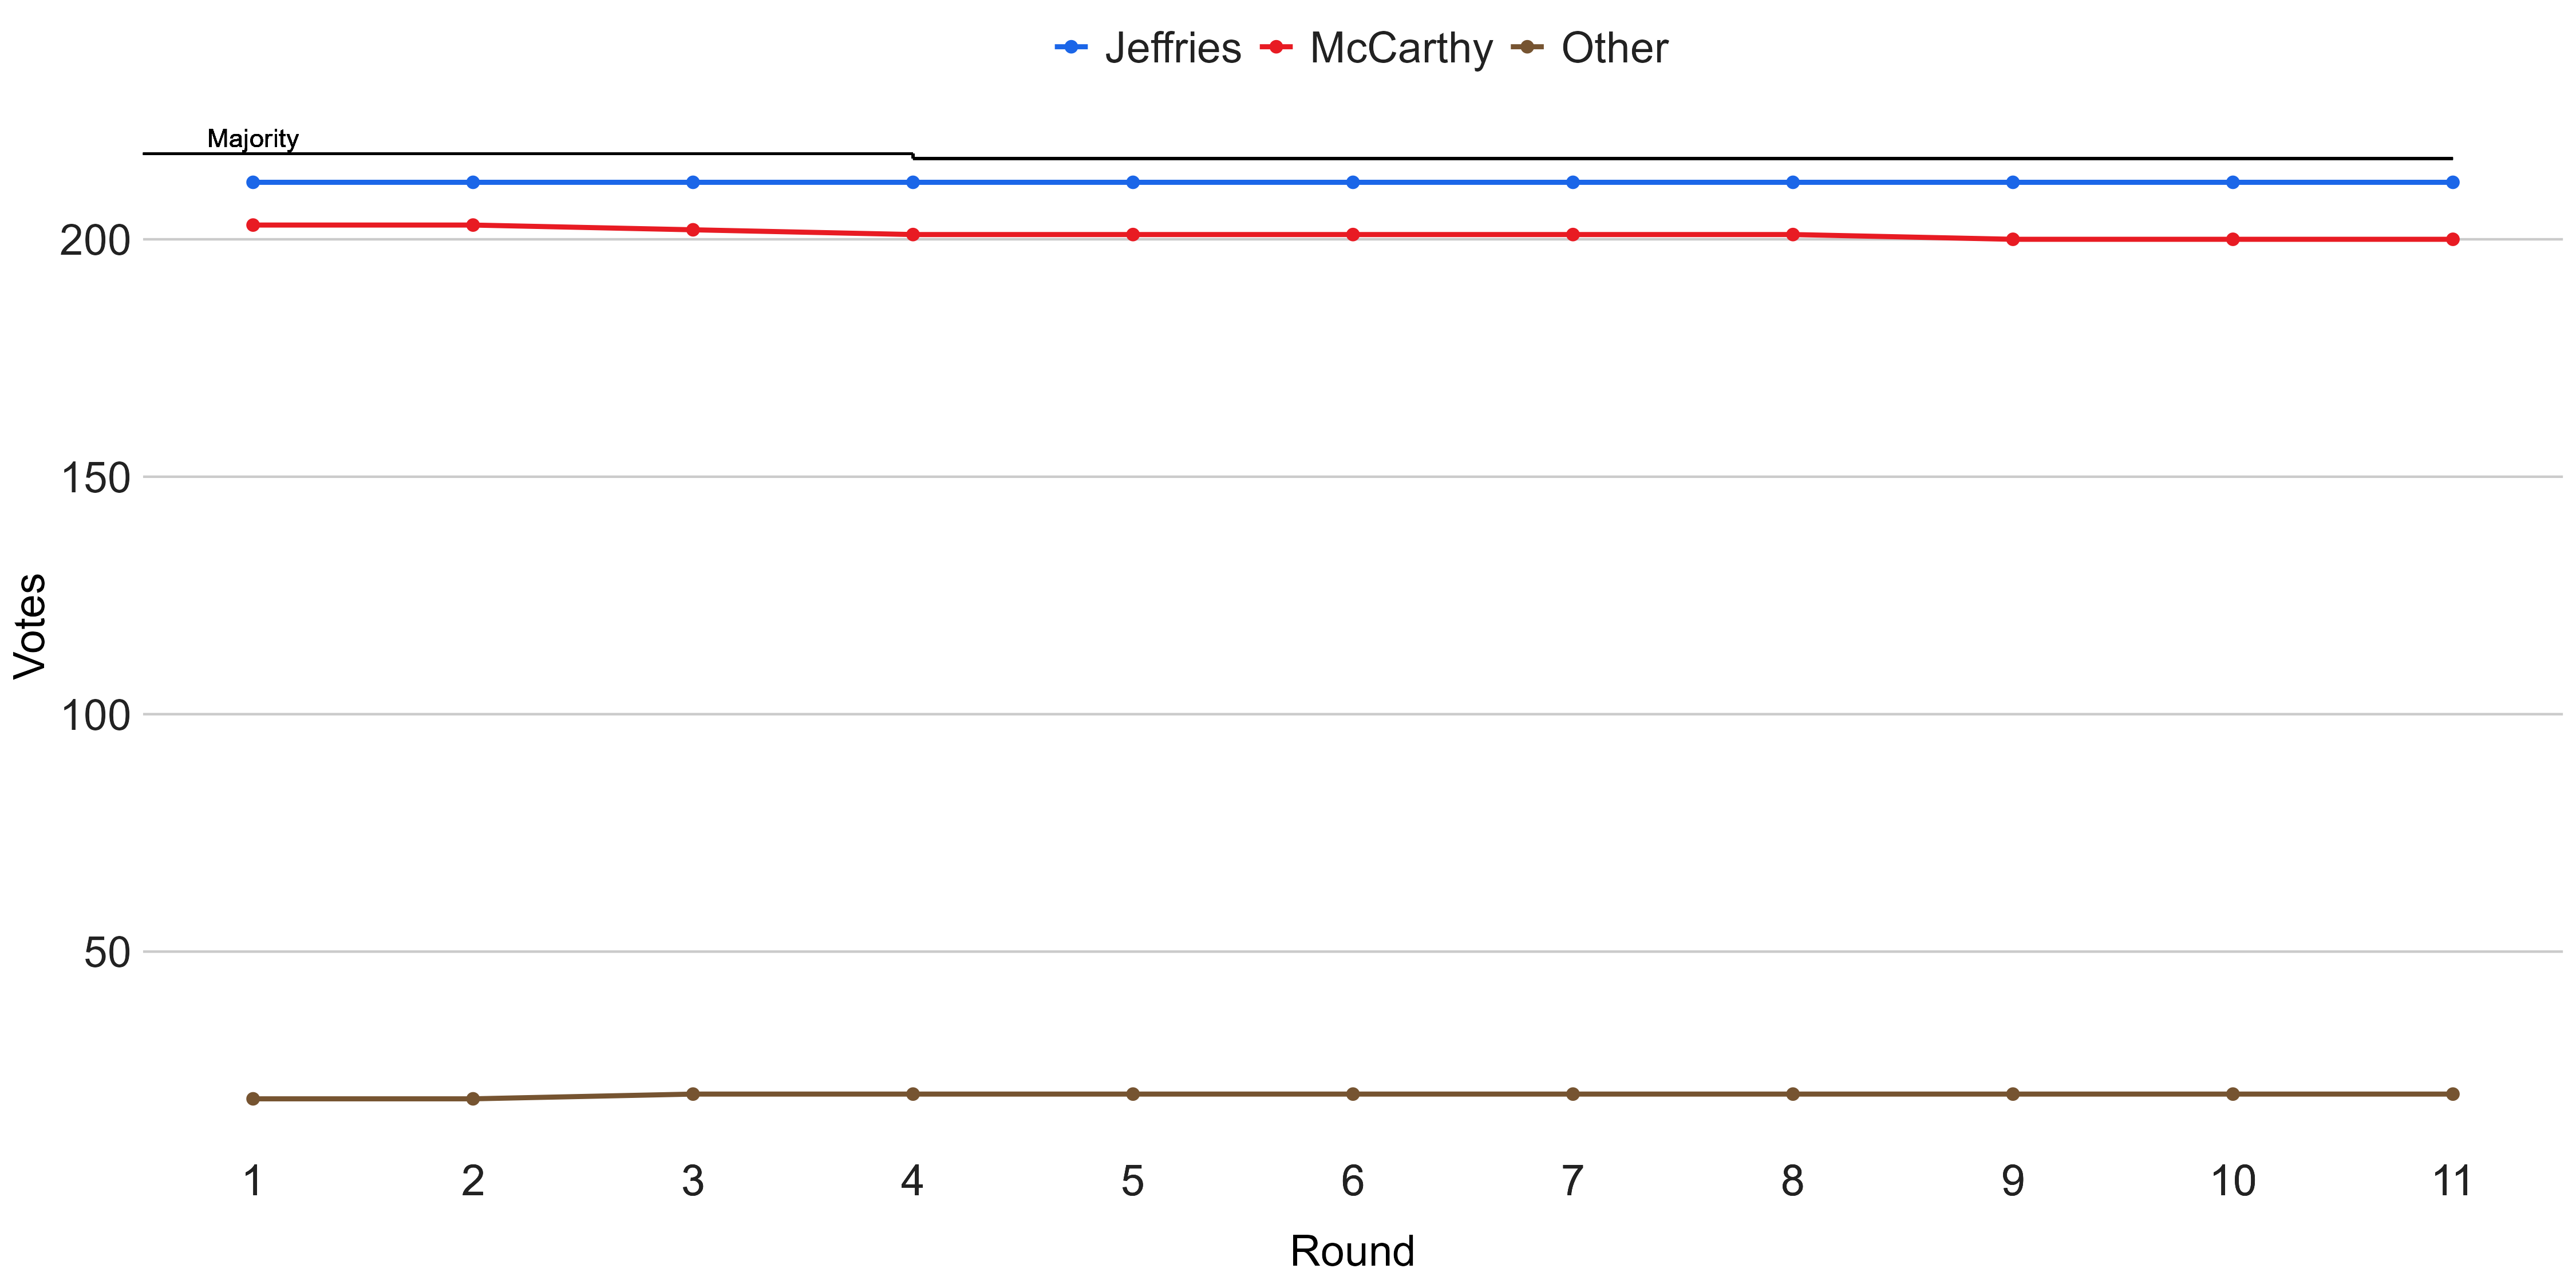 Jeffries McCarthy Other
Majority
200
150
100
50
Votes
1 2 3 4 5 6 7 8 9 10 11
Round